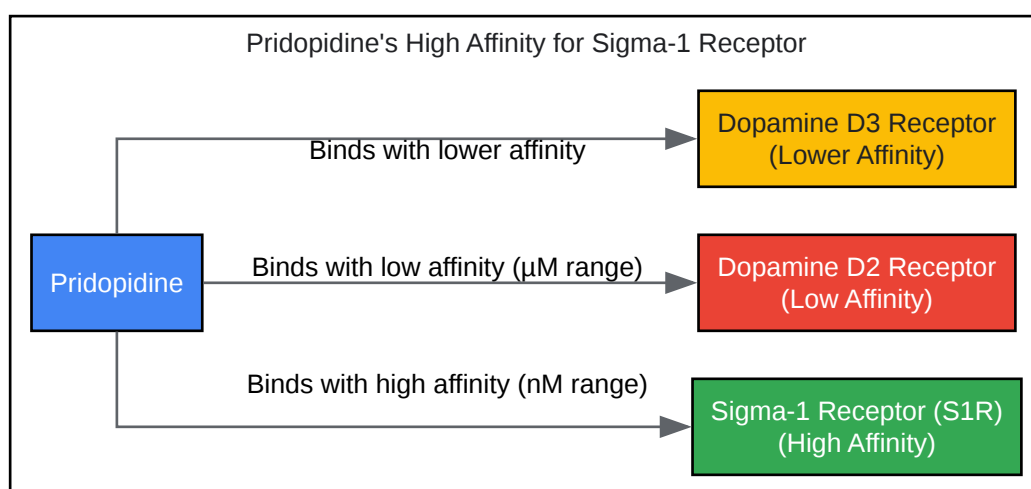 Pridopidine's High Affinity for Sigma-1 Receptor
Dopamine D3 Receptor
(Lower Affinity)
Binds with lower affinity
Pridopidine
Binds with low affinity (µM range)
Dopamine D2 Receptor
(Low Affinity)
Binds with high affinity (nM range)
Sigma-1 Receptor (S1R)
(High Affinity)